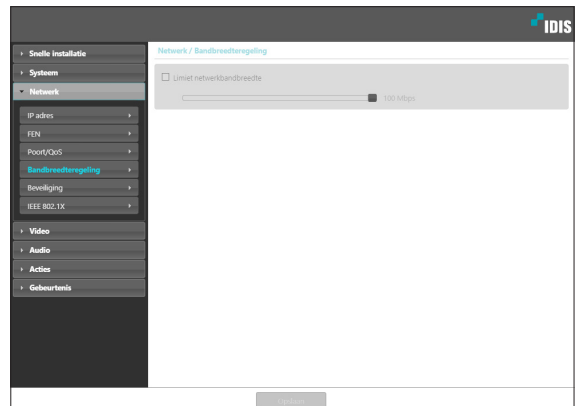 IDIS
Snelle installatie
Systeem
Netwerk
IP adres
FEN
Poort/QoS
Bandbreedteregeling
Beveiliging
IEEE 802.1X
Video
Audio
Acties
Gebeurtenis
Netwerk / Bandbreedteregeling
Limiet netwerkbandbreedte
100 Mbps
Opslaan